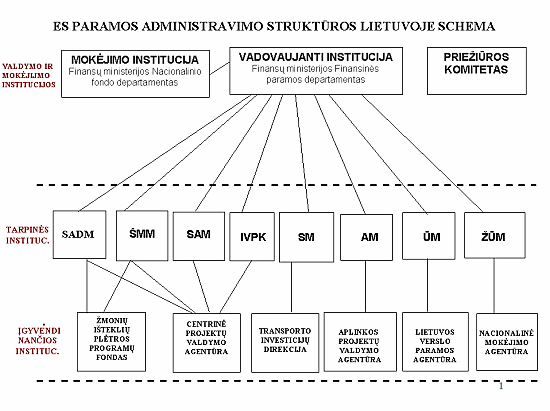 ES PARAMOS ADMINISTRAVIMO STRUKTŪROS LIETUVOJE SCHEMA
VALDYMO IR
MOKĖJIMO
INSTITUCIJOS
MOKĖJIMO INSTITUCIJA
Finansų ministerijos Nacionalinio
fondo departamentas
VADOVAUJANTI INSTITUCIJA
Finansų ministerijos Finansinės
paramos departamentas
PRIEŽIŪROS
KOMITETAS
TARPINĖS
INSTITUC.
SADM
ŠMM
SAM
IVPK
SM
AM
ŪM
ŽŪM
ĮGYVENDI
NANČIOS
INSTITUC.
ŽMONIŲ
IŠTEKLIŲ
PLĖTROS
PROGRAMŲ
FONDAS
CENTRINĖ
PROJEKTŲ
VALDYMO
AGENTŪRA
TRANSPORTO
INVESTICIJŲ
DIREKCIJA
APLINKOS
PROJEKTŲ
VALDYMO
AGENTŪRA
LIETUVOS
VERSLO
PARAMOS
AGENTŪRA
NACIONALINĖ
MOKĖJIMO
AGENTŪRA
1